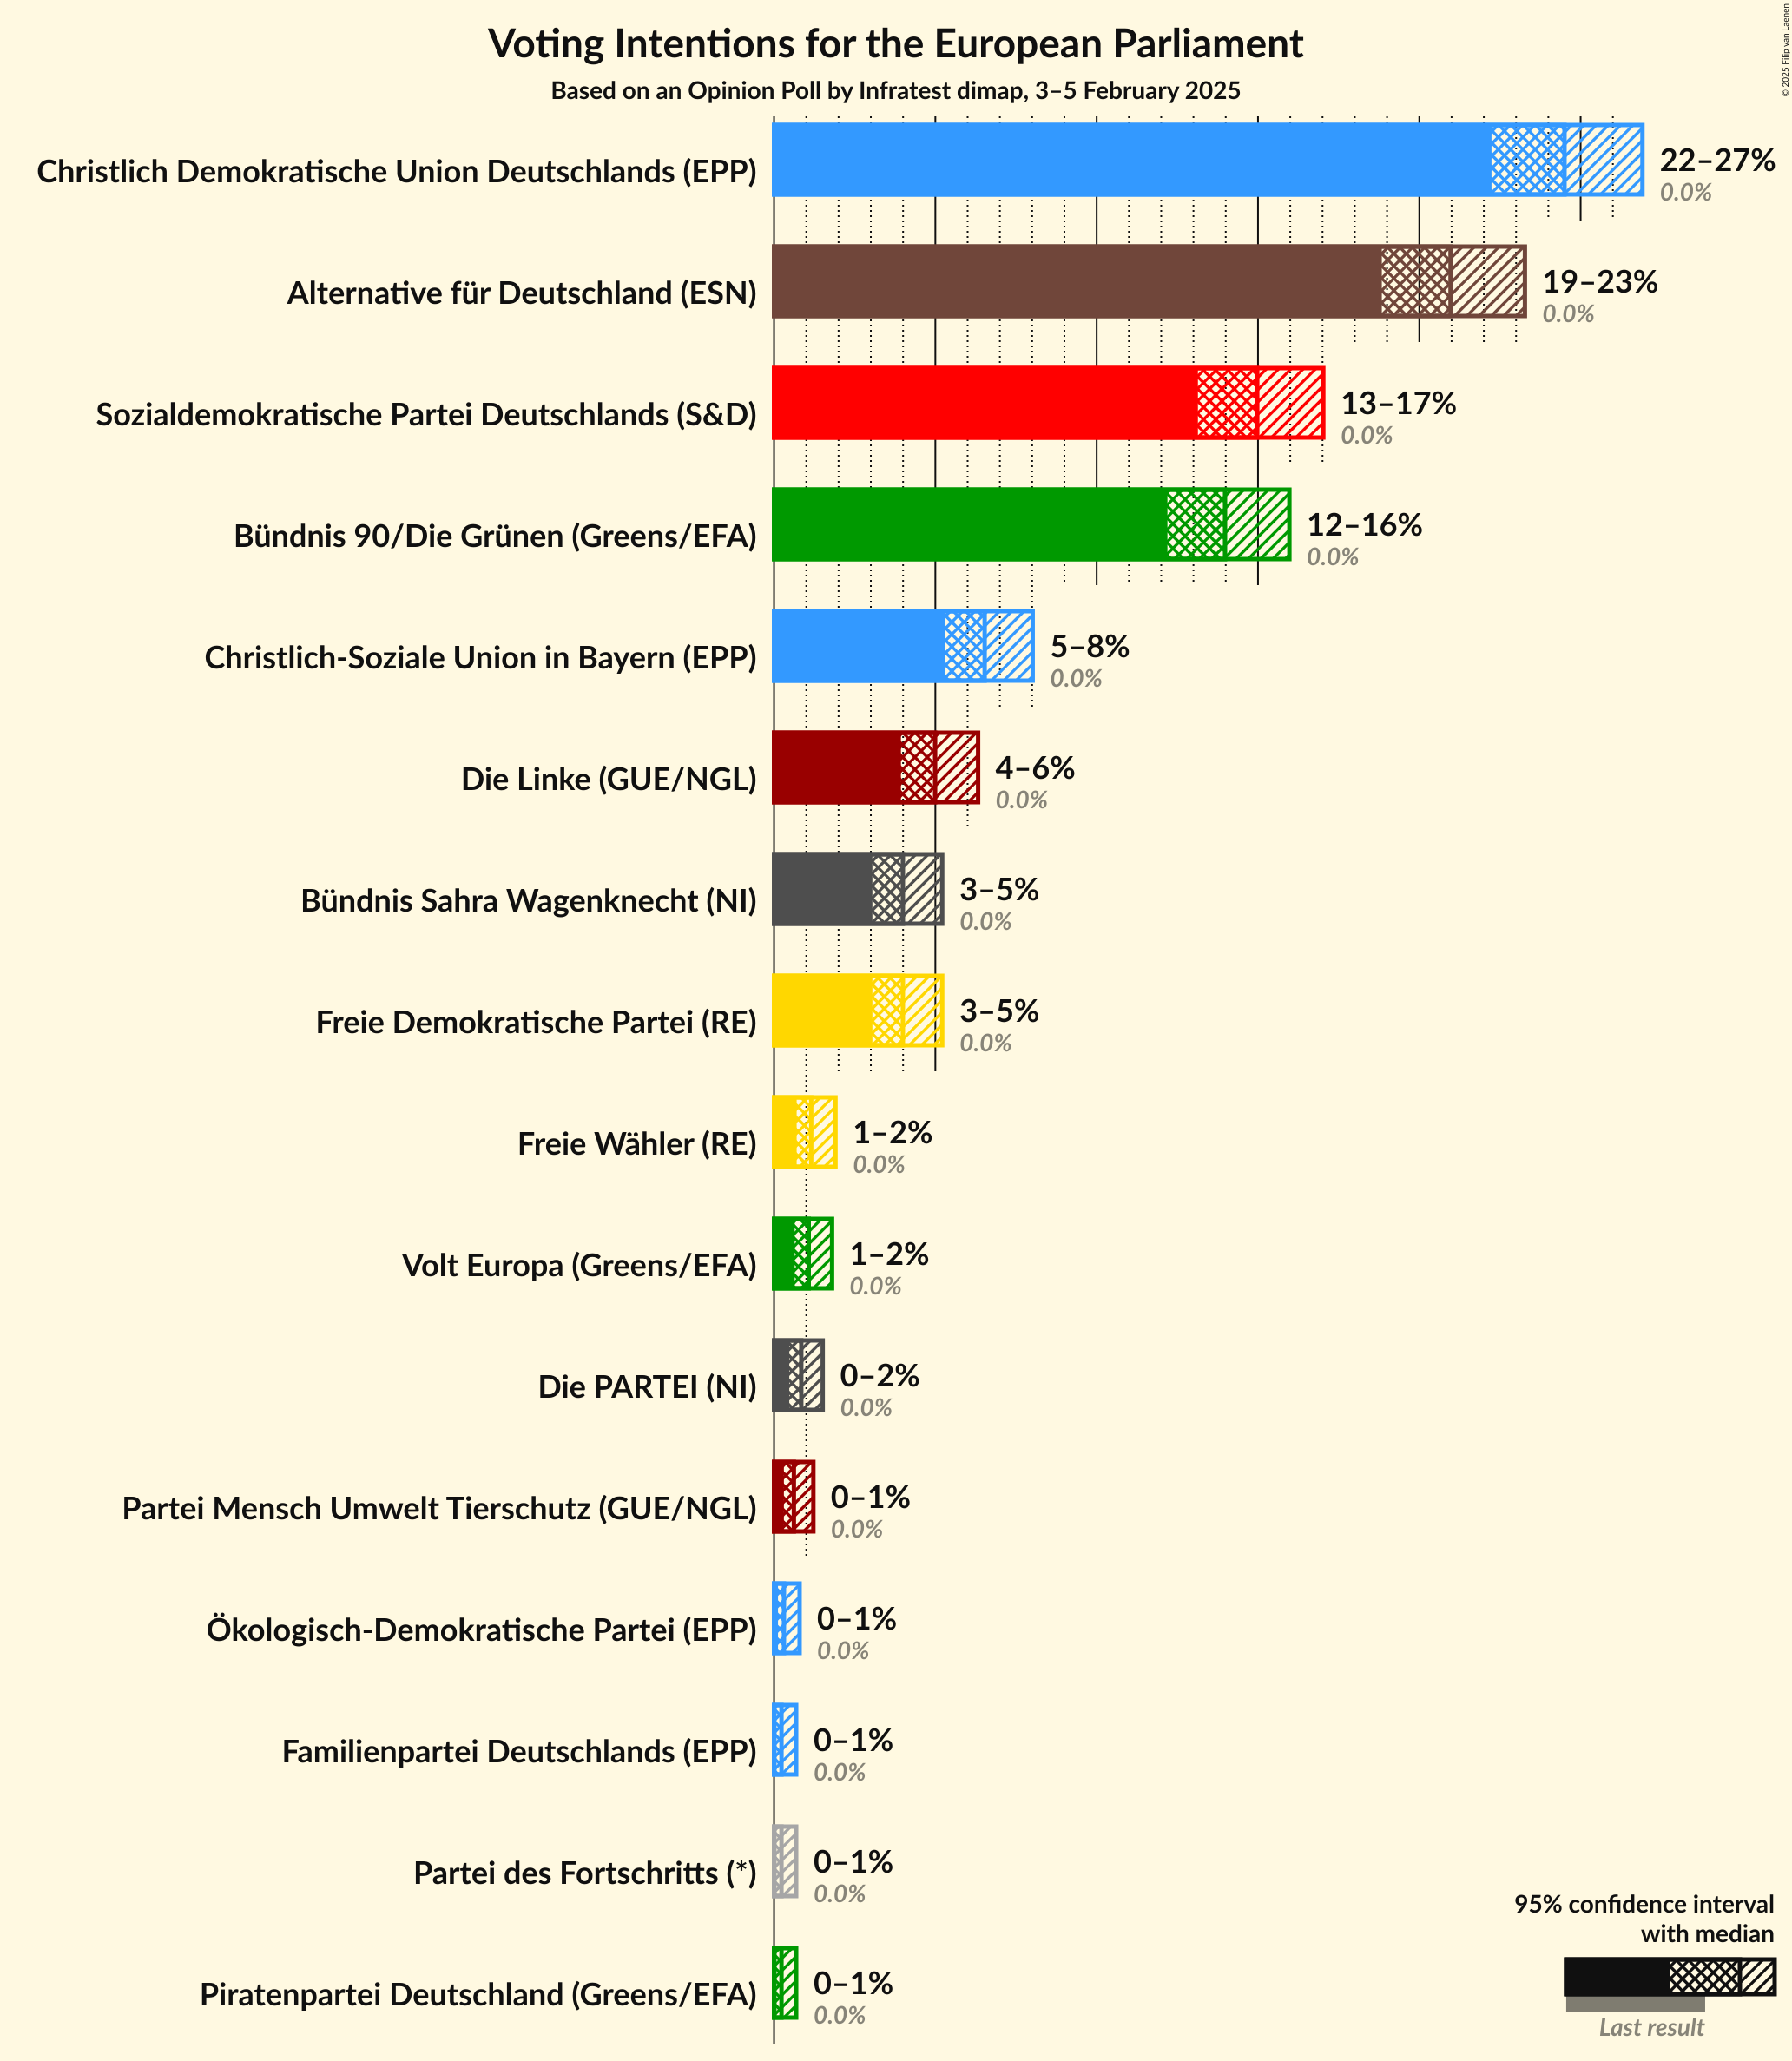 Voting Intentions for the European Parliament
Based on an Opinion Poll by Infratest dimap, 3–5 February 2025
© 2025 Filip van Laenen
Christlich Demokratische Union Deutschlands (EPP)
22–27%
0.0%
Alternative für Deutschland (ESN)
19–23%
0.0%
Sozialdemokratische Partei Deutschlands (S&D)
13–17%
0.0%
Bündnis 90/Die Grünen (Greens/EFA)
12–16%
0.0%
Christlich-Soziale Union in Bayern (EPP)
5–8%
0.0%
Die Linke (GUE/NGL)
4–6%
0.0%
Bündnis Sahra Wagenknecht (NI)
3–5%
0.0%
Freie Demokratische Partei (RE)
3–5%
0.0%
Freie Wähler (RE)
1–2%
0.0%
Volt Europa (Greens/EFA)
1–2%
0.0%
Die PARTEI (NI)
0–2%
0.0%
Partei Mensch Umwelt Tierschutz (GUE/NGL)
0–1%
0.0%
Ökologisch-Demokratische Partei (EPP)
0–1%
0.0%
Familienpartei Deutschlands (EPP)
0–1%
0.0%
Partei des Fortschritts (*)
0–1%
0.0%
Piratenpartei Deutschland (Greens/EFA)
0–1%
0.0%
95% confidence interval
with median
Last result